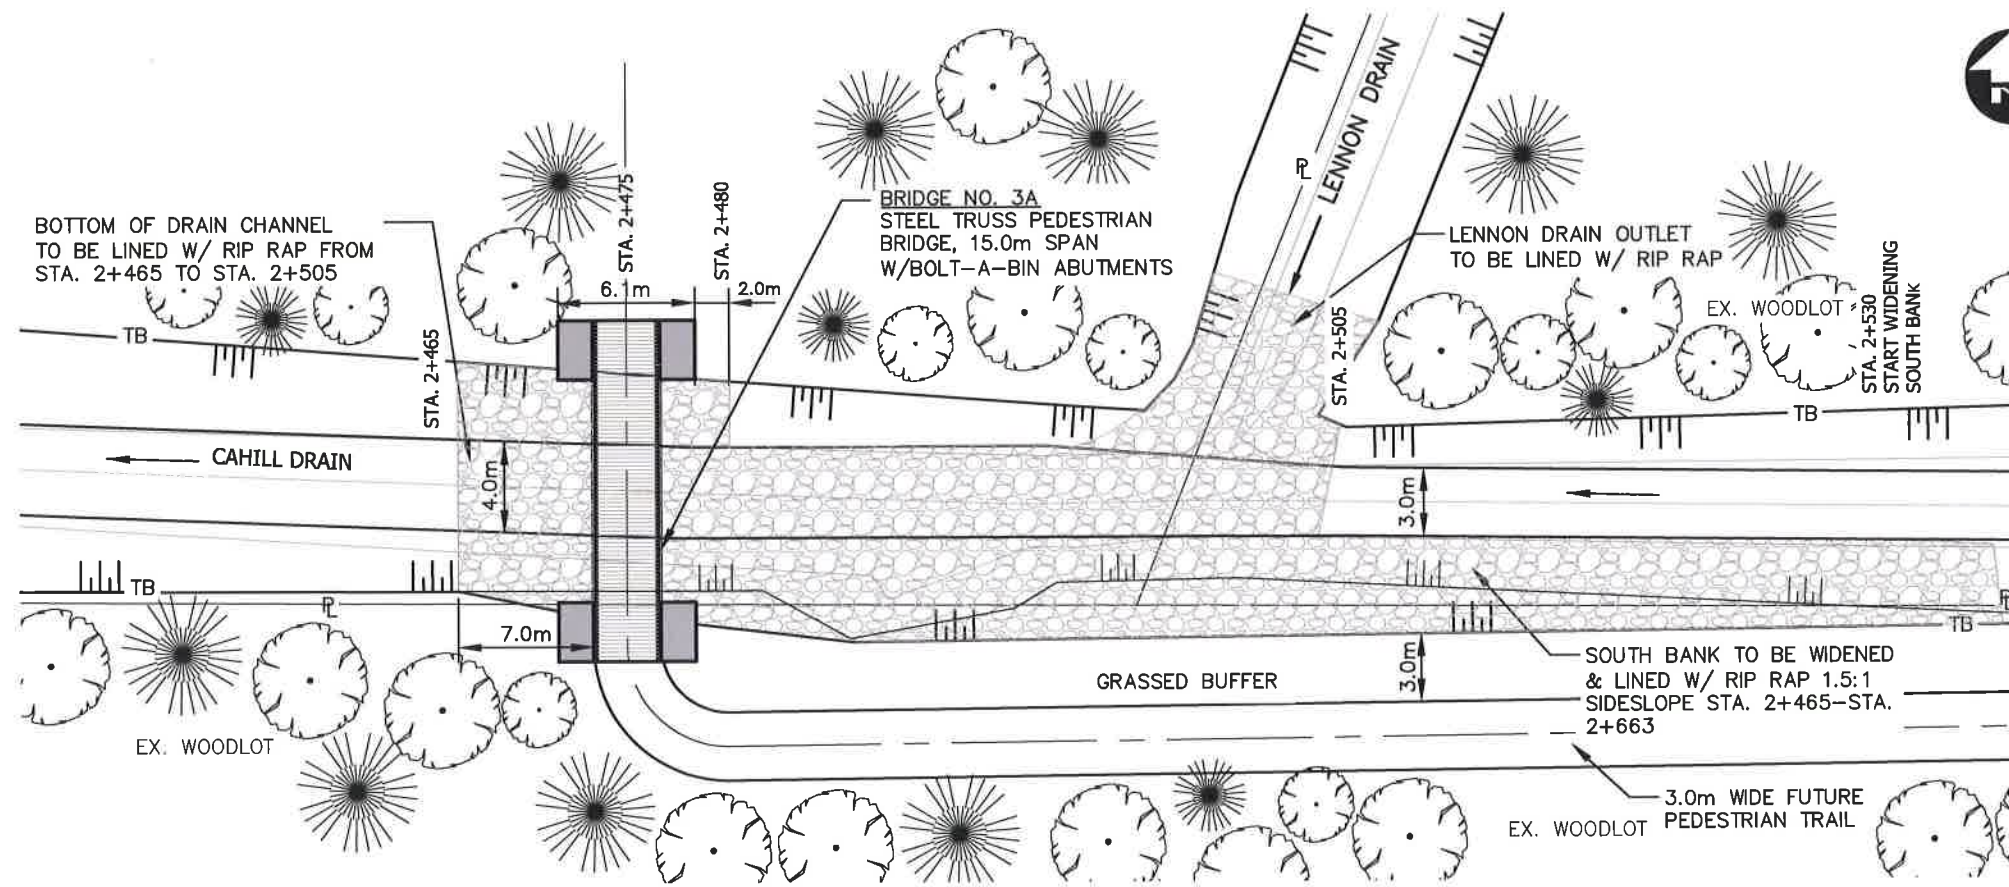 BOTTOM OF DRAIN CHANNEL
TO BE LINED W/ RIP RAP FROM
STA. 2+465 TO STA. 2+505
STA. 2+475
STA. 2+480
6.1m
2.0m
BRIDGE NO. 3A
STEEL TRUSS PEDESTRIAN
BRIDGE, 15.0m SPAN
W/BOLT-A-BIN ABUTMENTS
LENNON DRAIN
PL
LENNON DRAIN OUTLET
TO BE LINED W/ RIP RAP
EX. WOODLOT
STA. 2+530
START WIDENING
SOUTH BANK
N
TB
STA. 2+465
STA. 2+505
TB
CAHILL DRAIN
4.0m
3.0m
TB
PL
PL
TB
7.0m
GRASSED BUFFER
3.0m
SOUTH BANK TO BE WIDENED
& LINED W/ RIP RAP 1.5:1
SIDESLOPE STA. 2+465-STA.
2+663
EX. WOODLOT
3.0m WIDE FUTURE
PEDESTRIAN TRAIL
EX. WOODLOT